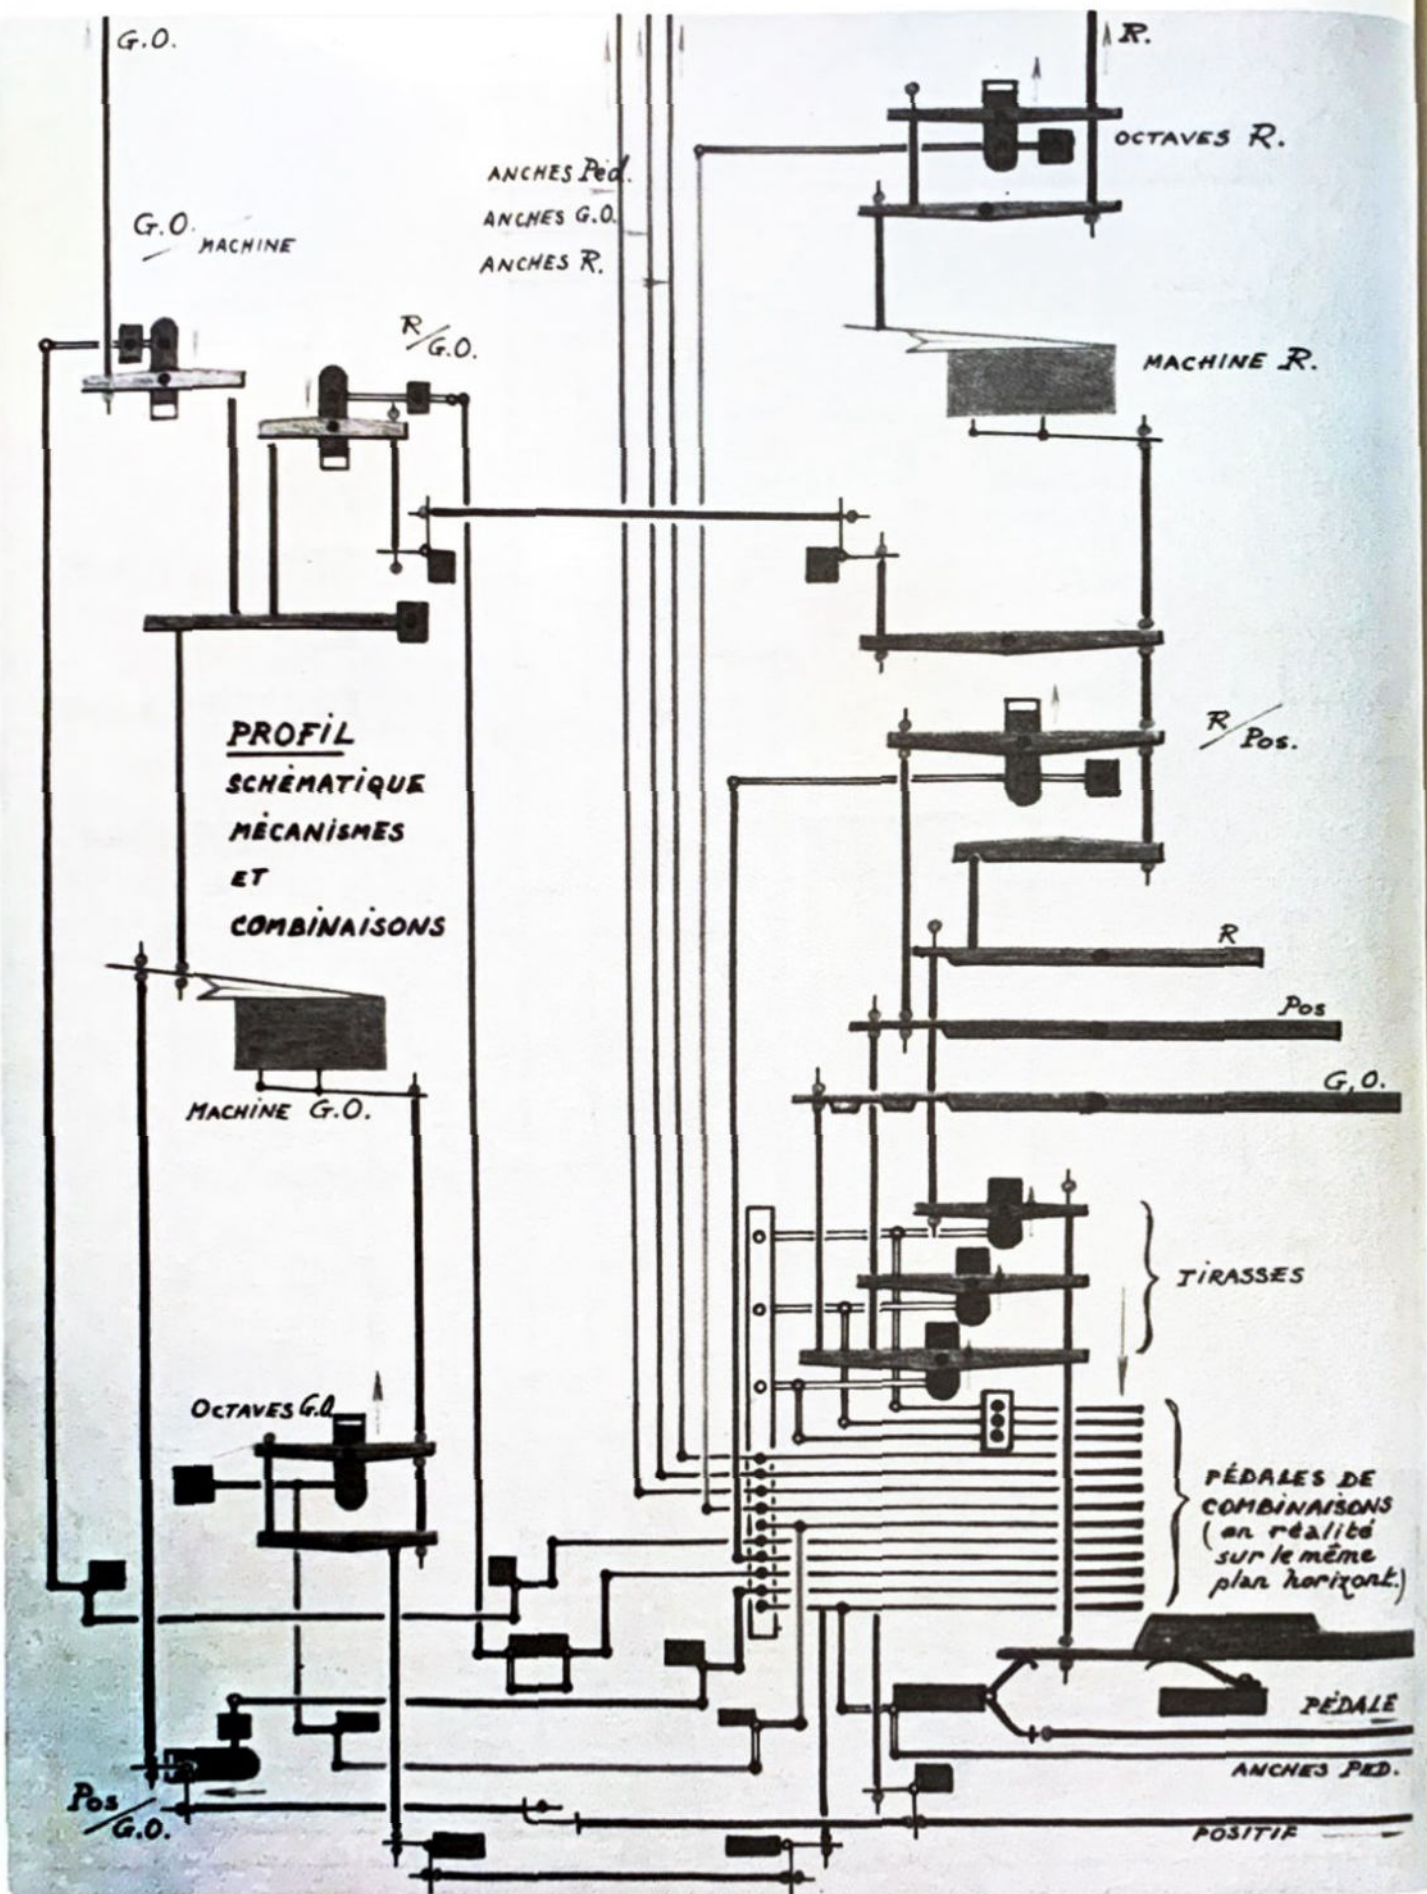 G.O.
R.
OCTAVES R.
ANCHES Péd.
ANCHES G.O.
ANCHES R.
G.O.
MACHINE
R/G.O.
MACHINE R.
PROFIL
SCHÉMATIQUE
MÉCANISMES
ET
COMBINAISONS
R/Pos.
R
Pos
G,O.
MACHINE G.O.
TIRASSES
OCTAVES G.O.
PÉDALES DE
COMBINAISONS
(en réalité
sur le même
plan horizont.)
PÉDALE
ANCHES PED.
Pos/G.O.
POSITIF